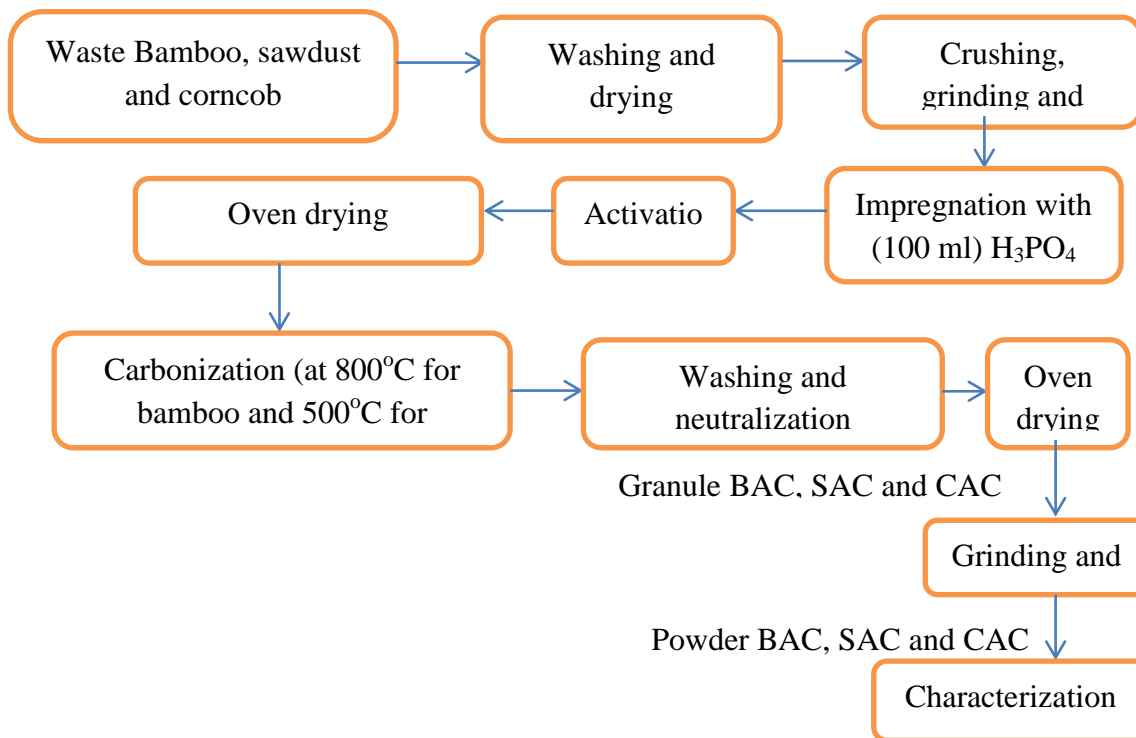 Waste Bamboo, sawdust
and corncob
Washing and
drying
Crushing,
grinding and
Impregnation with
(100 ml) H₃PO₄
Activatio
Oven drying
Carbonization (at 800°C for
bamboo and 500°C for
Washing and
neutralization
Oven
drying
Granule BAC, SAC and CAC
Grinding and
Powder BAC, SAC and CAC
Characterization